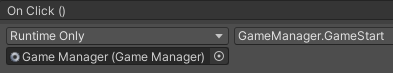 On Click ()
Runtime Only GameManager.GameStart
Game Manager (Game Manager)